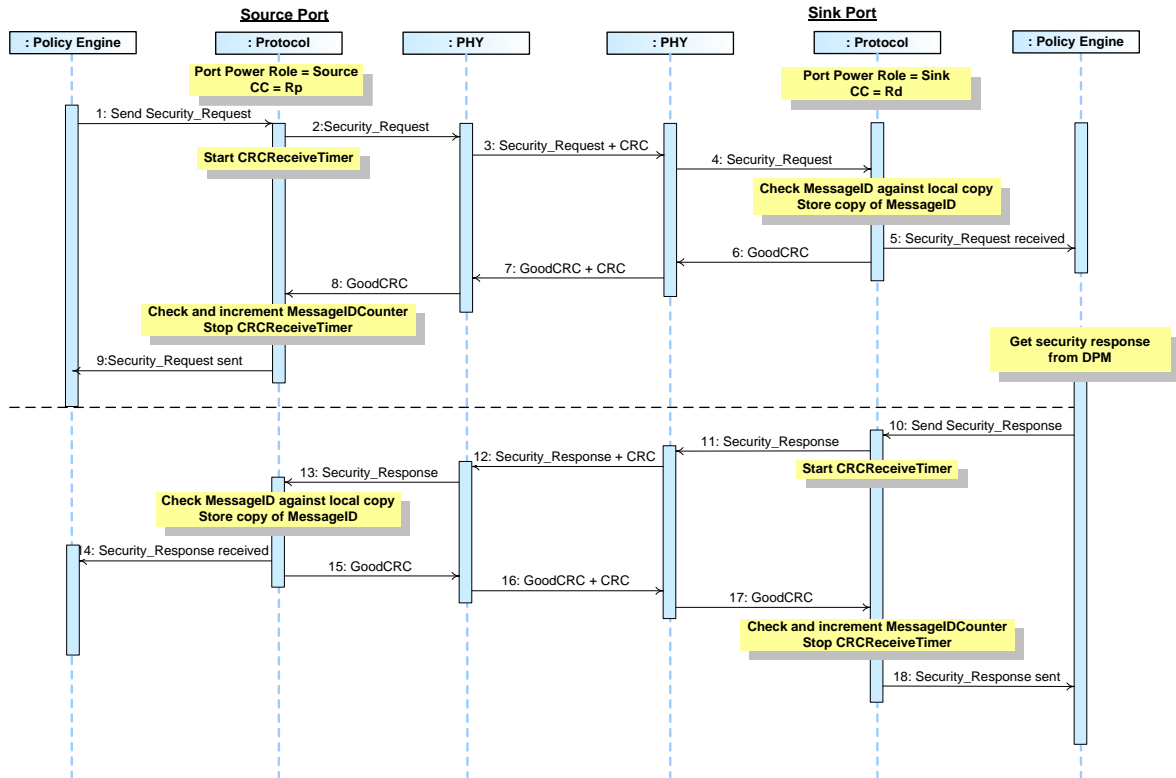 Source Port
Sink Port
: Policy Engine
: Protocol
: PHY
: PHY
: Protocol
: Policy Engine
Port Power Role = Source
CC = Rp
Port Power Role = Sink
CC = Rd
1: Send Security_Request
2:Security_Request
Start CRCReceiveTimer
3: Security_Request + CRC
4: Security_Request
Check MessageID against local copy
Store copy of MessageID
5: Security_Request received
6: GoodCRC
7: GoodCRC + CRC
8: GoodCRC
Check and increment MessageIDCounter
Stop CRCReceiveTimer
9:Security_Request sent
Get security response
from DPM
10: Send Security_Response
11: Security_Response
Start CRCReceiveTimer
12: Security_Response + CRC
13: Security_Response
Check MessageID against local copy
Store copy of MessageID
14: Security_Response received
15: GoodCRC
16: GoodCRC + CRC
17: GoodCRC
Check and increment MessageIDCounter
Stop CRCReceiveTimer
18: Security_Response sent